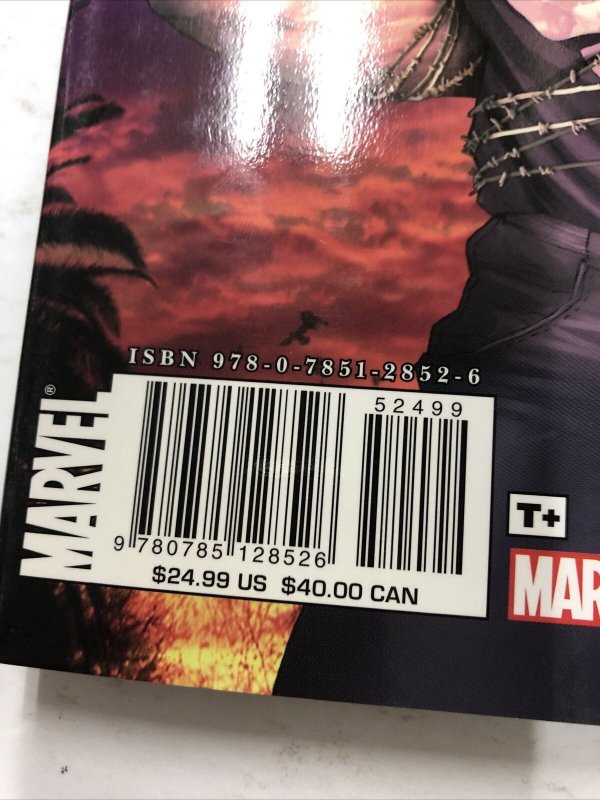 ISBN 978-0-7851-2852-6
52499
MARVEL®
9 780785 128526
$24.99 US $40.00 CAN
T+
MAR